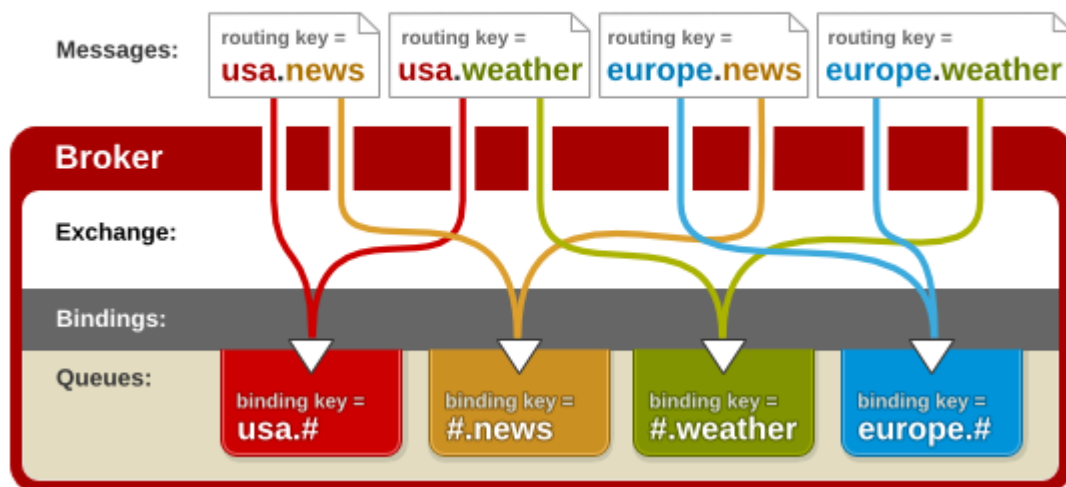 Messages:
routing key =
usa.news
routing key =
usa.weather
routing key =
europe.news
routing key =
europe.weather
Broker
Exchange:
Bindings:
Queues:
binding key =
usa.#
binding key =
#.news
binding key =
#.weather
binding key =
europe.#